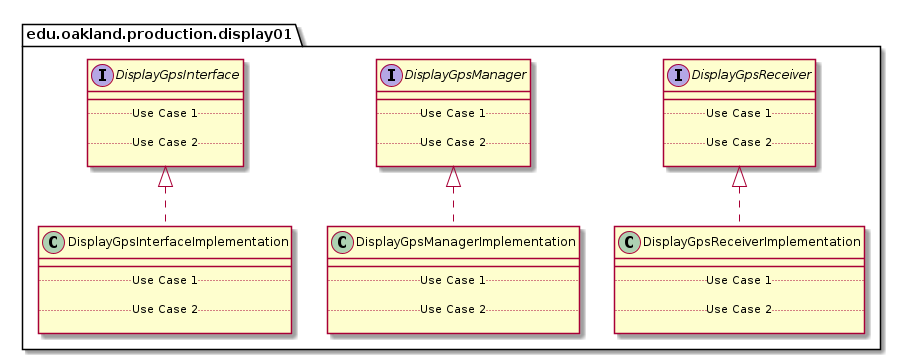 edu.oakland.production.display01
I DisplayGpsInterface
Use Case 1
Use Case 2
I DisplayGpsManager
Use Case 1
Use Case 2
I DisplayGpsReceiver
Use Case 1
Use Case 2
C DisplayGpsInterfaceImplementation
Use Case 1
Use Case 2
C DisplayGpsManagerImplementation
Use Case 1
Use Case 2
C DisplayGpsReceiverImplementation
Use Case 1
Use Case 2